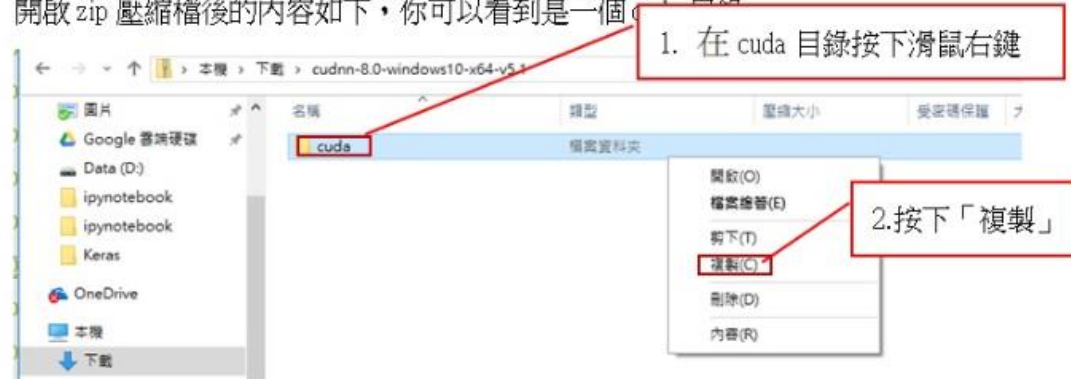 開啟 zip 壓縮檔後的內容如下，你可以看到是一個
1. 在 cuda 目錄按下滑鼠右鍵
本機 › 下載 › cudnn-8.0-windows10-x64-v5.1
圖片
Google 雲端硬碟
Data (D:)
ipynotebook
ipynotebook
Keras
OneDrive
本機
下載
名稱 類型 壓縮大小 受密碼保護
cuda 檔案資料夾
開啟(O)
檔案總管(E)
剪下(T)
複製(C)
刪除(D)
內容(R)
2.按下「複製」